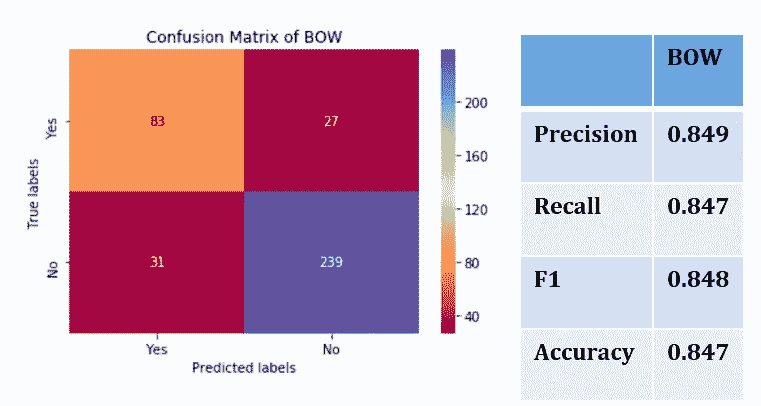 Confusion Matrix of BOW
True labels
Yes
No
83
27
31
239
Yes
No
Predicted labels
200
160
120
80
40
BOW
Precision 0.849
Recall 0.847
F1 0.848
Accuracy 0.847